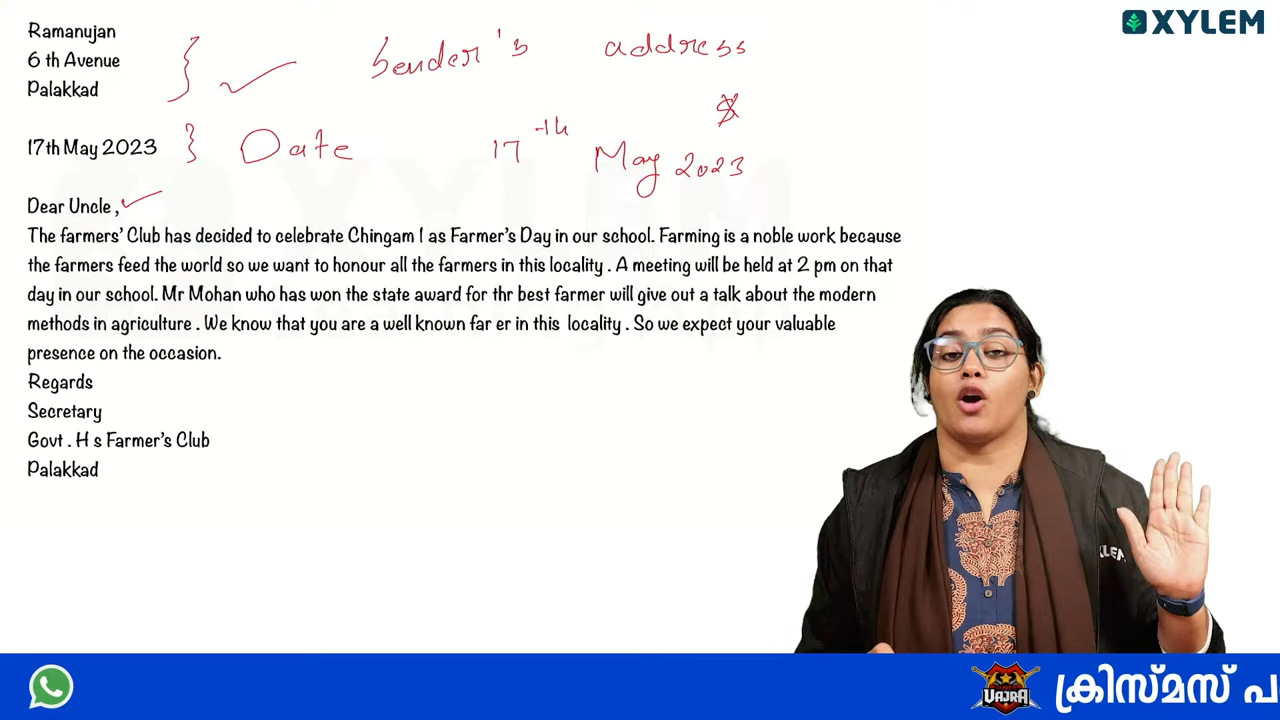 XYLEM
Ramanujan
6 th Avenue
Palakkad
Sender's address
17th May 2023
Date
17th May 2023
Dear Uncle ,
The farmers' Club has decided to celebrate Chingam 1 as Farmer's Day in our school. Farming is a noble work because
the farmers feed the world so we want to honour all the farmers in this locality . A meeting will be held at 2 pm on that
day in our school. Mr Mohan who has won the state award for thr best farmer will give out a talk about the modern
methods in agriculture . We know that you are a well known far er in this locality . So we expect your valuable
presence on the occasion.
Regards
Secretary
Govt . H s Farmer's Club
Palakkad
XYLEM
VAJRA
ക്രിസ്മസ് പ